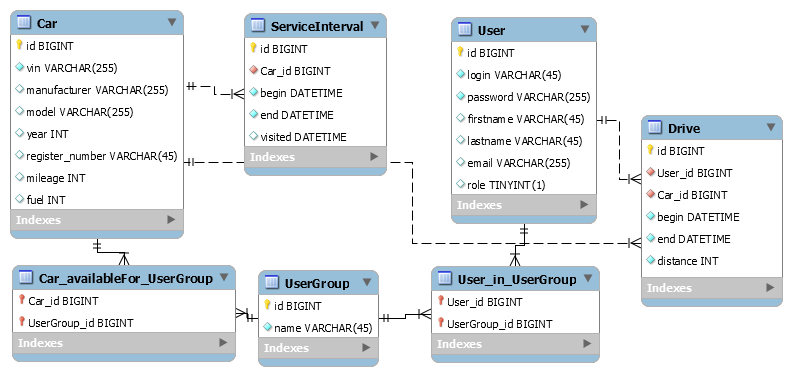 Car
id BIGINT
vin VARCHAR(255)
manufacturer VARCHAR(255)
model VARCHAR(255)
year INT
register_number VARCHAR(45)
mileage INT
fuel INT
Indexes
ServiceInterval
id BIGINT
Car_id BIGINT
begin DATETIME
end DATETIME
visited DATETIME
Indexes
User
id BIGINT
login VARCHAR(45)
password VARCHAR(255)
firstname VARCHAR(45)
lastname VARCHAR(45)
email VARCHAR(255)
role TINYINT(1)
Indexes
Drive
id BIGINT
User_id BIGINT
Car_id BIGINT
begin DATETIME
end DATETIME
distance INT
Indexes
Car_availableFor_UserGroup
Car_id BIGINT
UserGroup_id BIGINT
Indexes
UserGroup
id BIGINT
name VARCHAR(45)
Indexes
User_in_UserGroup
User_id BIGINT
UserGroup_id BIGINT
Indexes